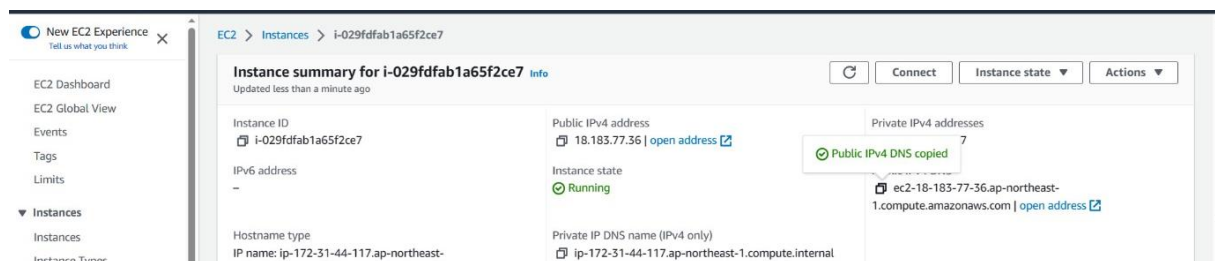 New EC2 Experience
Tell us what you think
EC2 Dashboard
EC2 Global View
Events
Tags
Limits
Instances
Instances
Instance Types
EC2 > Instances > i-029fdfab1a65f2ce7
Instance summary for i-029fdfab1a65f2ce7 Info
Updated less than a minute ago
Connect
Instance state
Actions
Instance ID
i-029fdfab1a65f2ce7
Public IPv4 address
18.183.77.36 | open address
Private IPv4 addresses
7
Public IPv4 DNS copied
IPv6 address
–
Instance state
Running
ec2-18-183-77-36.ap-northeast-
1.compute.amazonaws.com | open address
Hostname type
IP name: ip-172-31-44-117.ap-northeast-
Private IP DNS name (IPv4 only)
ip-172-31-44-117.ap-northeast-1.compute.internal